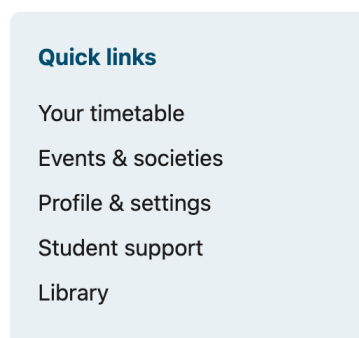 Quick links
Your timetable
Events & societies
Profile & settings
Student support
Library